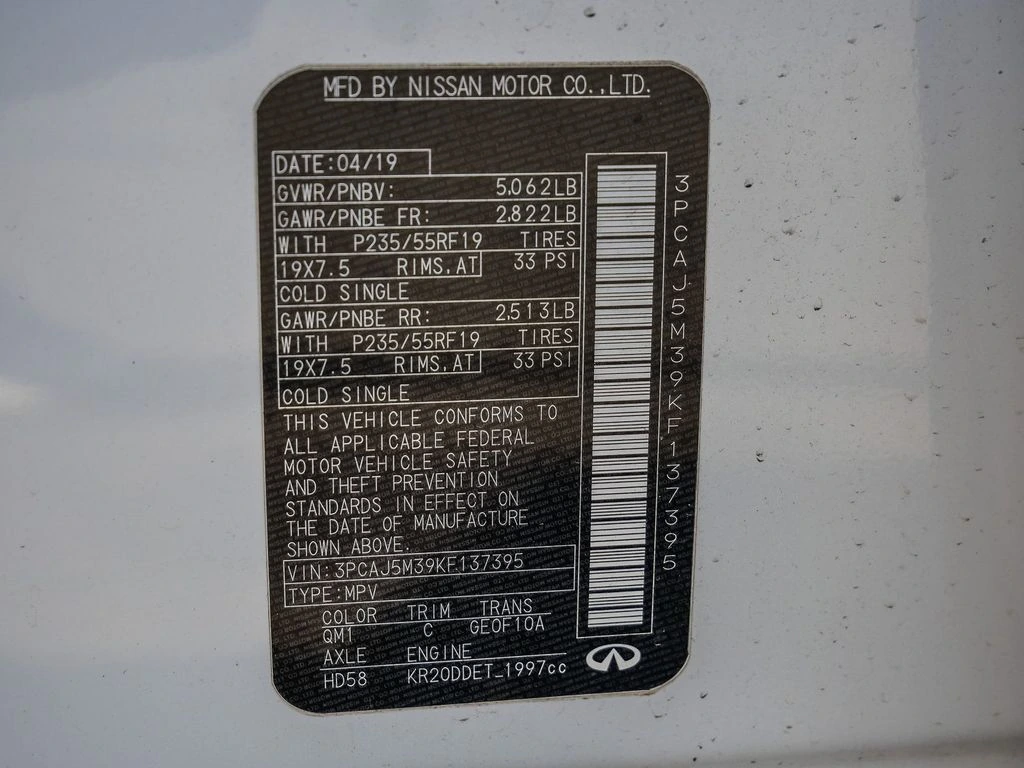 MFD BY NISSAN MOTOR CO.,LTD.
DATE:04/19
GVWR/PNBV: 5.062LB
GAWR/PNBE FR: 2.822LB
WITH P235/55RF19 TIRES
19X7.5 RIMS.AT 33 PSI
COLD SINGLE
GAWR/PNBE RR: 2.513LB
WITH P235/55RF19 TIRES
19X7.5 RIMS.AT 33 PSI
COLD SINGLE
THIS VEHICLE CONFORMS TO
ALL APPLICABLE FEDERAL
MOTOR VEHICLE SAFETY
AND THEFT PREVENTION
STANDARDS IN EFFECT ON
THE DATE OF MANUFACTURE
SHOWN ABOVE.
VIN:3PCAJ5M39KF137395
TYPE:MPV
COLOR TRIM TRANS
QM1 C GE0F10A
AXLE ENGINE
HD58 KR20DDET_1997cc
3PCAJ5M39KF137395